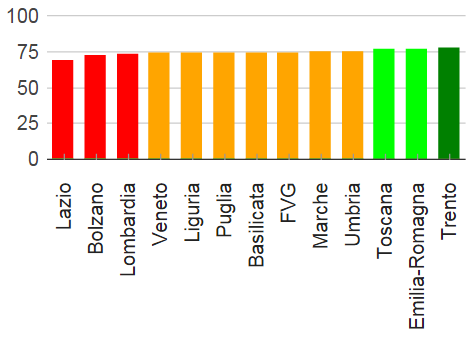 100
75
50
25
0
Lazio
Bolzano
Lombardia
Veneto
Liguria
Puglia
Basilicata
FVG
Marche
Umbria
Toscana
Emilia-Romagna
Trento